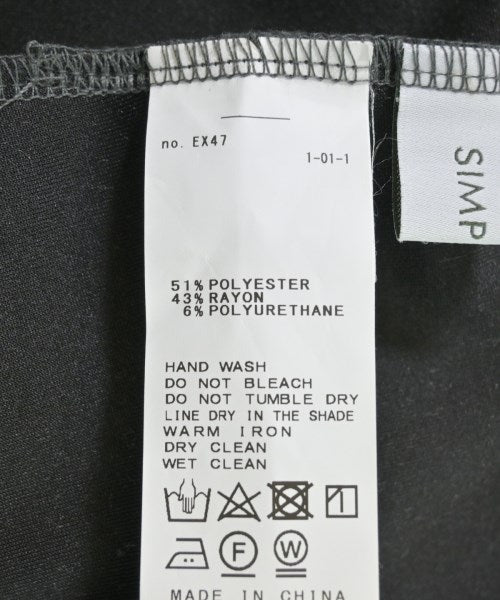 no. EX47
1-01-1
SIMP
51% POLYESTER
43% RAYON
6% POLYURETHANE
HAND WASH
DO NOT BLEACH
DO NOT TUMBLE DRY
LINE DRY IN THE SHADE
WARM IRON
DRY CLEAN
WET CLEAN
F W
MADE IN CHINA